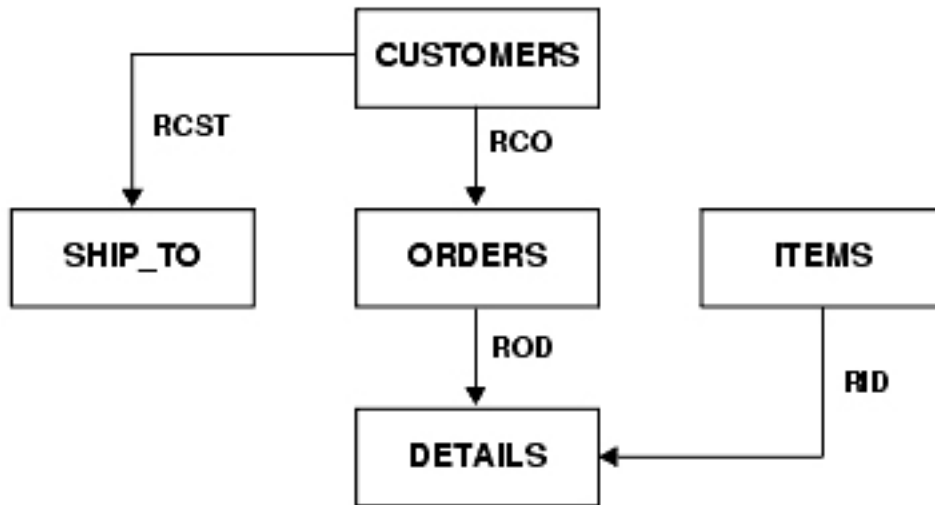 CUSTOMERS
RCST
RCO
SHIP_TO
ORDERS
ITEMS
ROD
RID
DETAILS